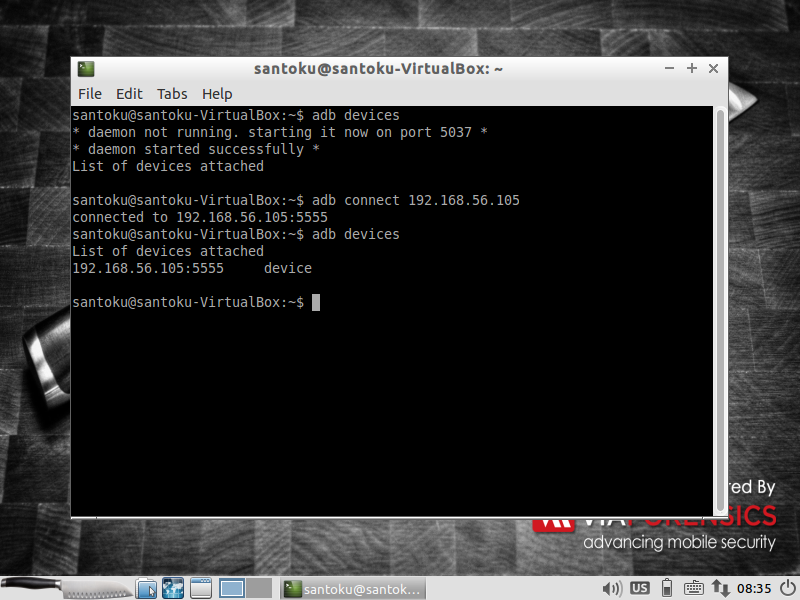 santoku@santoku-VirtualBox: ~
File Edit Tabs Help
santoku@santoku-VirtualBox:~$ adb devices
* daemon not running. starting it now on port 5037 *
* daemon started successfully *
List of devices attached
santoku@santoku-VirtualBox:~$ adb connect 192.168.56.105
connected to 192.168.56.105:5555
santoku@santoku-VirtualBox:~$ adb devices
List of devices attached
192.168.56.105:5555 device
santoku@santoku-VirtualBox:~$
By
advancing mobile security
santoku@santok...
US
08:35